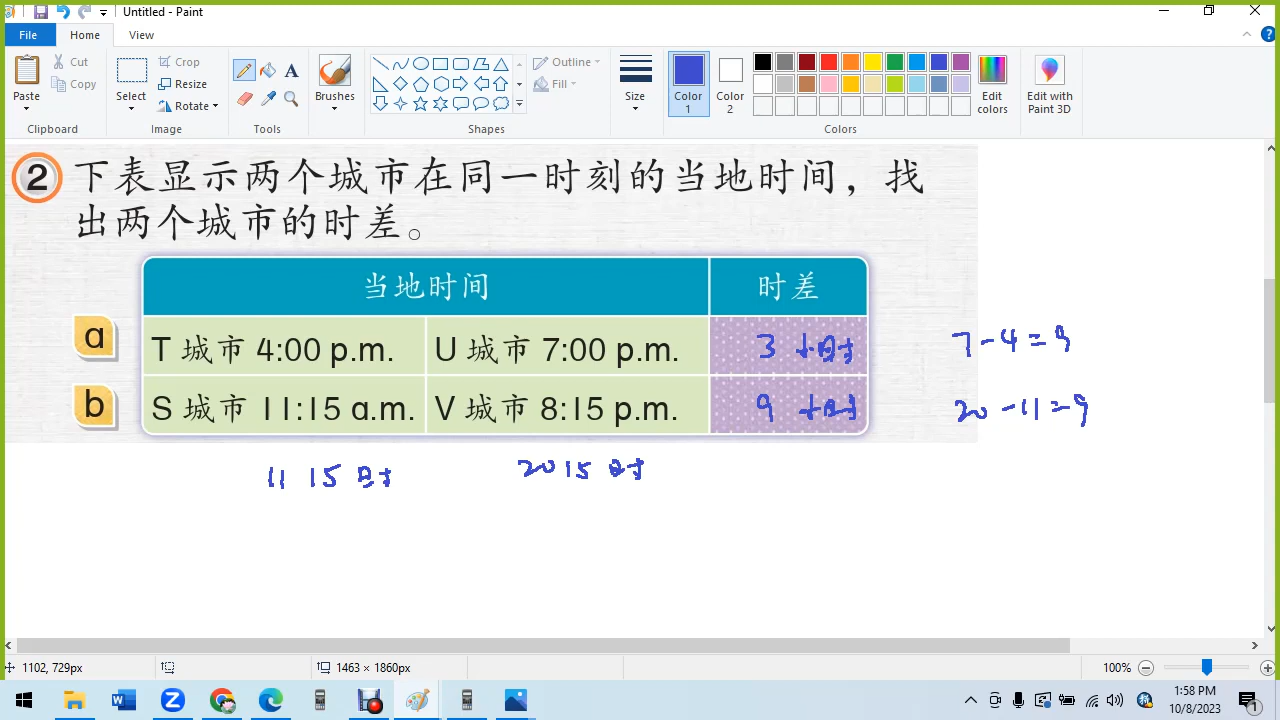 Untitled - Paint
File Home View
Paste Cut Copy Select Crop Resize Rotate A Brushes Outline Fill Size Color 1 Color 2 Edit colors Edit with Paint 3D
Clipboard Image Tools Shapes Colors
2 下表显示两个城市在同一时刻的当地时间，找
出两个城市的时差。
当地时间 时差
a T 城市 4:00 p.m. U 城市 7:00 p.m. 3 小时 7-4=9
b S 城市 11:15 a.m. V 城市 8:15 p.m. 9 小时 20-11=9
11 15 时 20 15 时
1102, 729px 1463 × 1860px 100%
1:58 PM
10/8/2023